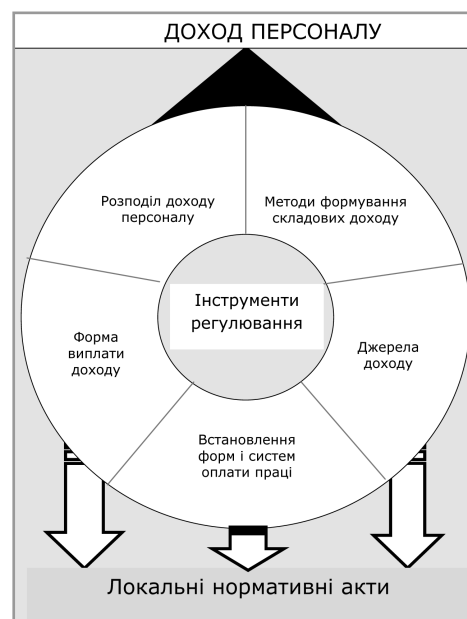 ДОХОД ПЕРСОНАЛУ
Розподіл доходу
персоналу
Методи формування
складових доходу
Інструменти
регулювання
Форма
виплати
доходу
Джерела
доходу
Встановлення
форм і систем
оплати праці
Локальні нормативні акти